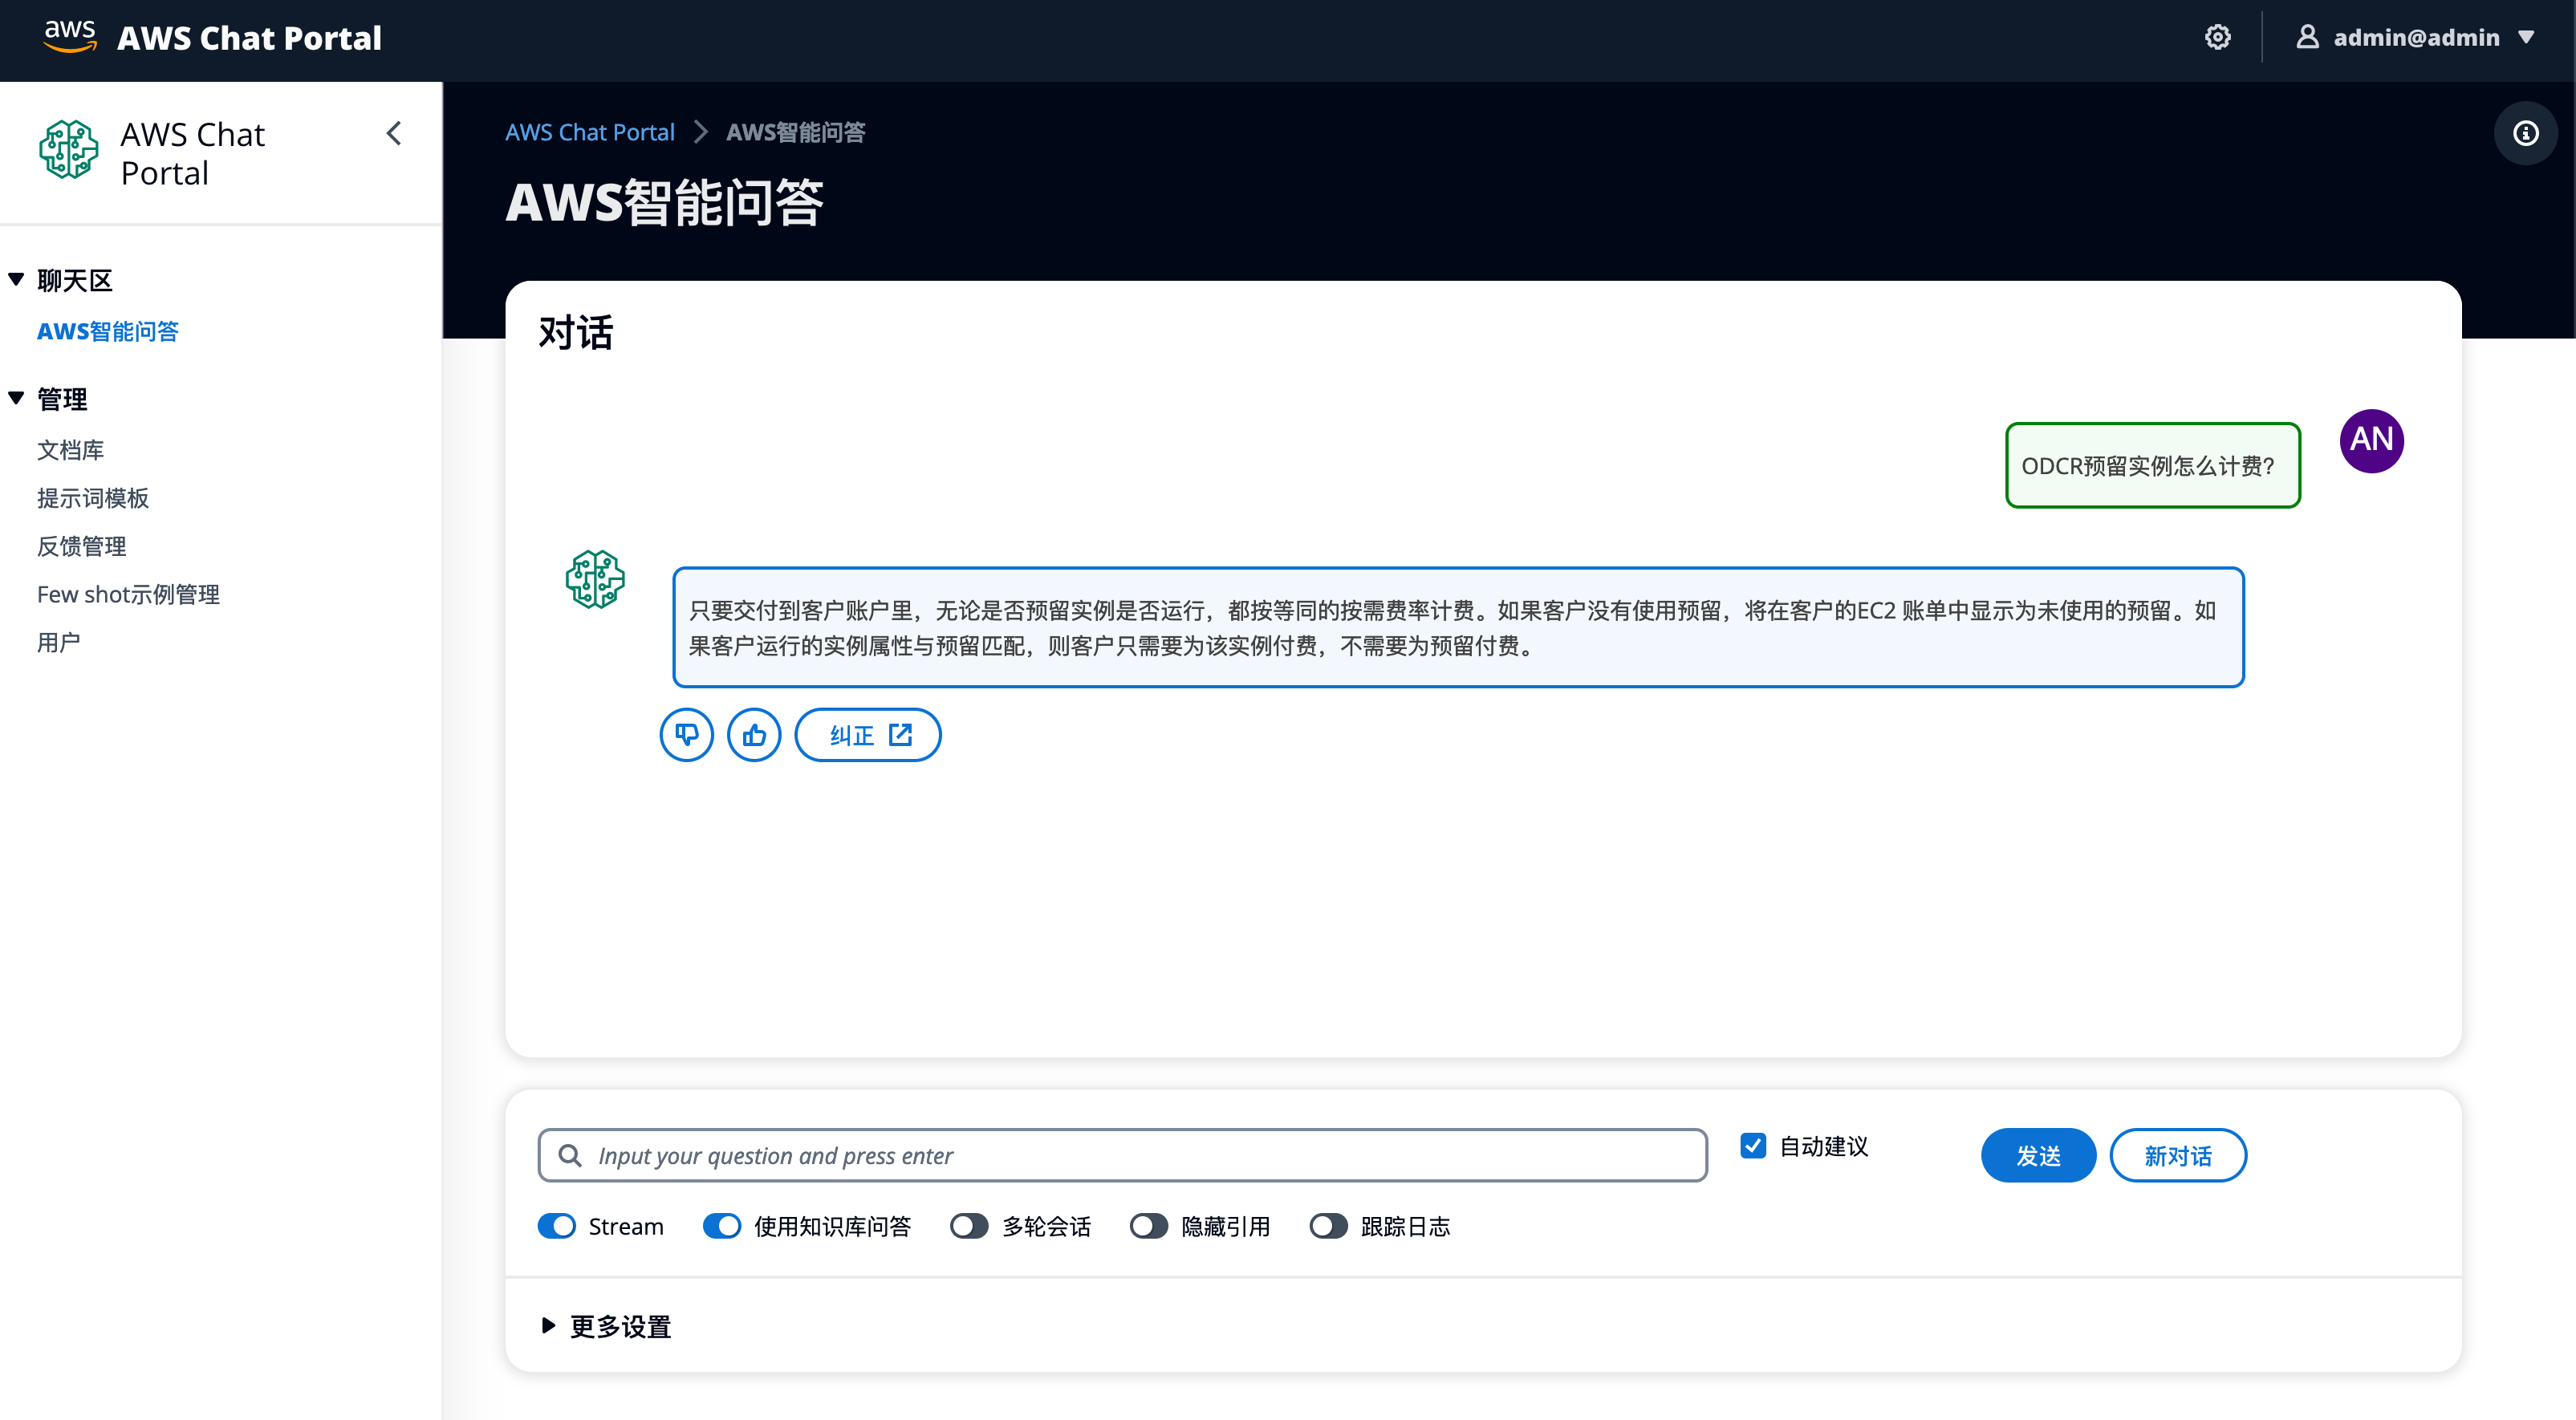 aws AWS Chat Portal
admin@admin
AWS Chat
Portal
聊天区
AWS智能问答
管理
文档库
提示词模板
反馈管理
Few shot示例管理
用户
AWS Chat Portal AWS智能问答
AWS智能问答
对话
ODCR预留实例怎么计费?
AN
只要交付到客户账户里，无论是否预留实例是否运行，都按等同的按需费率计费。如果客户没有使用预留，将在客户的EC2 账单中显示为未使用的预留。如
果客户运行的实例属性与预留匹配，则客户只需要为该实例付费，不需要为预留付费。
纠正
Input your question and press enter
自动建议
发送
新对话
Stream 使用知识库问答 多轮会话 隐藏引用 跟踪日志
更多设置